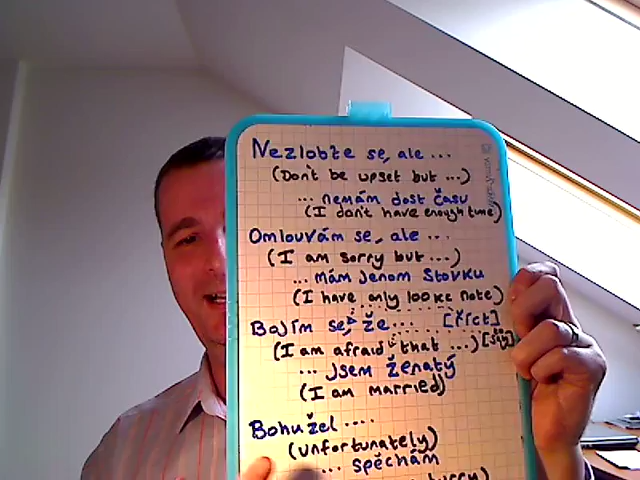 Nezlobte se, ale ...
(Don't be upset but ...)
... nemám dost času
(I don't have enough time)
Omlouvám se, ale ...
(I am sorry but ...)
... mám jenom stovku
(I have only 100 Kč note)
Bojím se, že ... [říct]
(I am afraid that ...)
... jsem ženatý
(I am married)
Bohužel ....
(unfortunately)
... spěchám